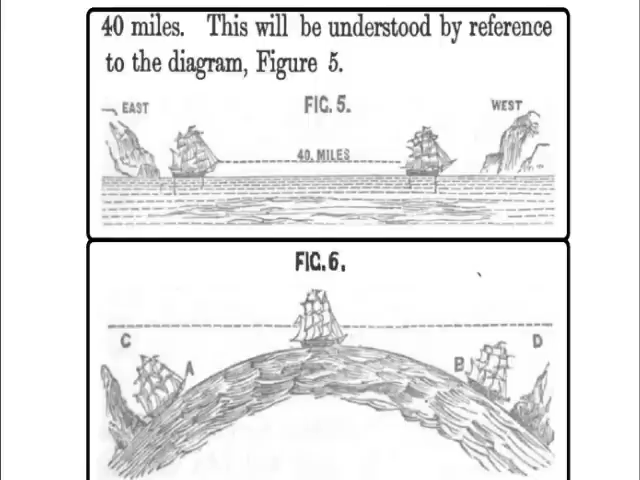 40 miles. This will be understood by reference
to the diagram, Figure 5.
EAST FIG. 5. WEST
40. MILES
FIG. 6.
C D
A B